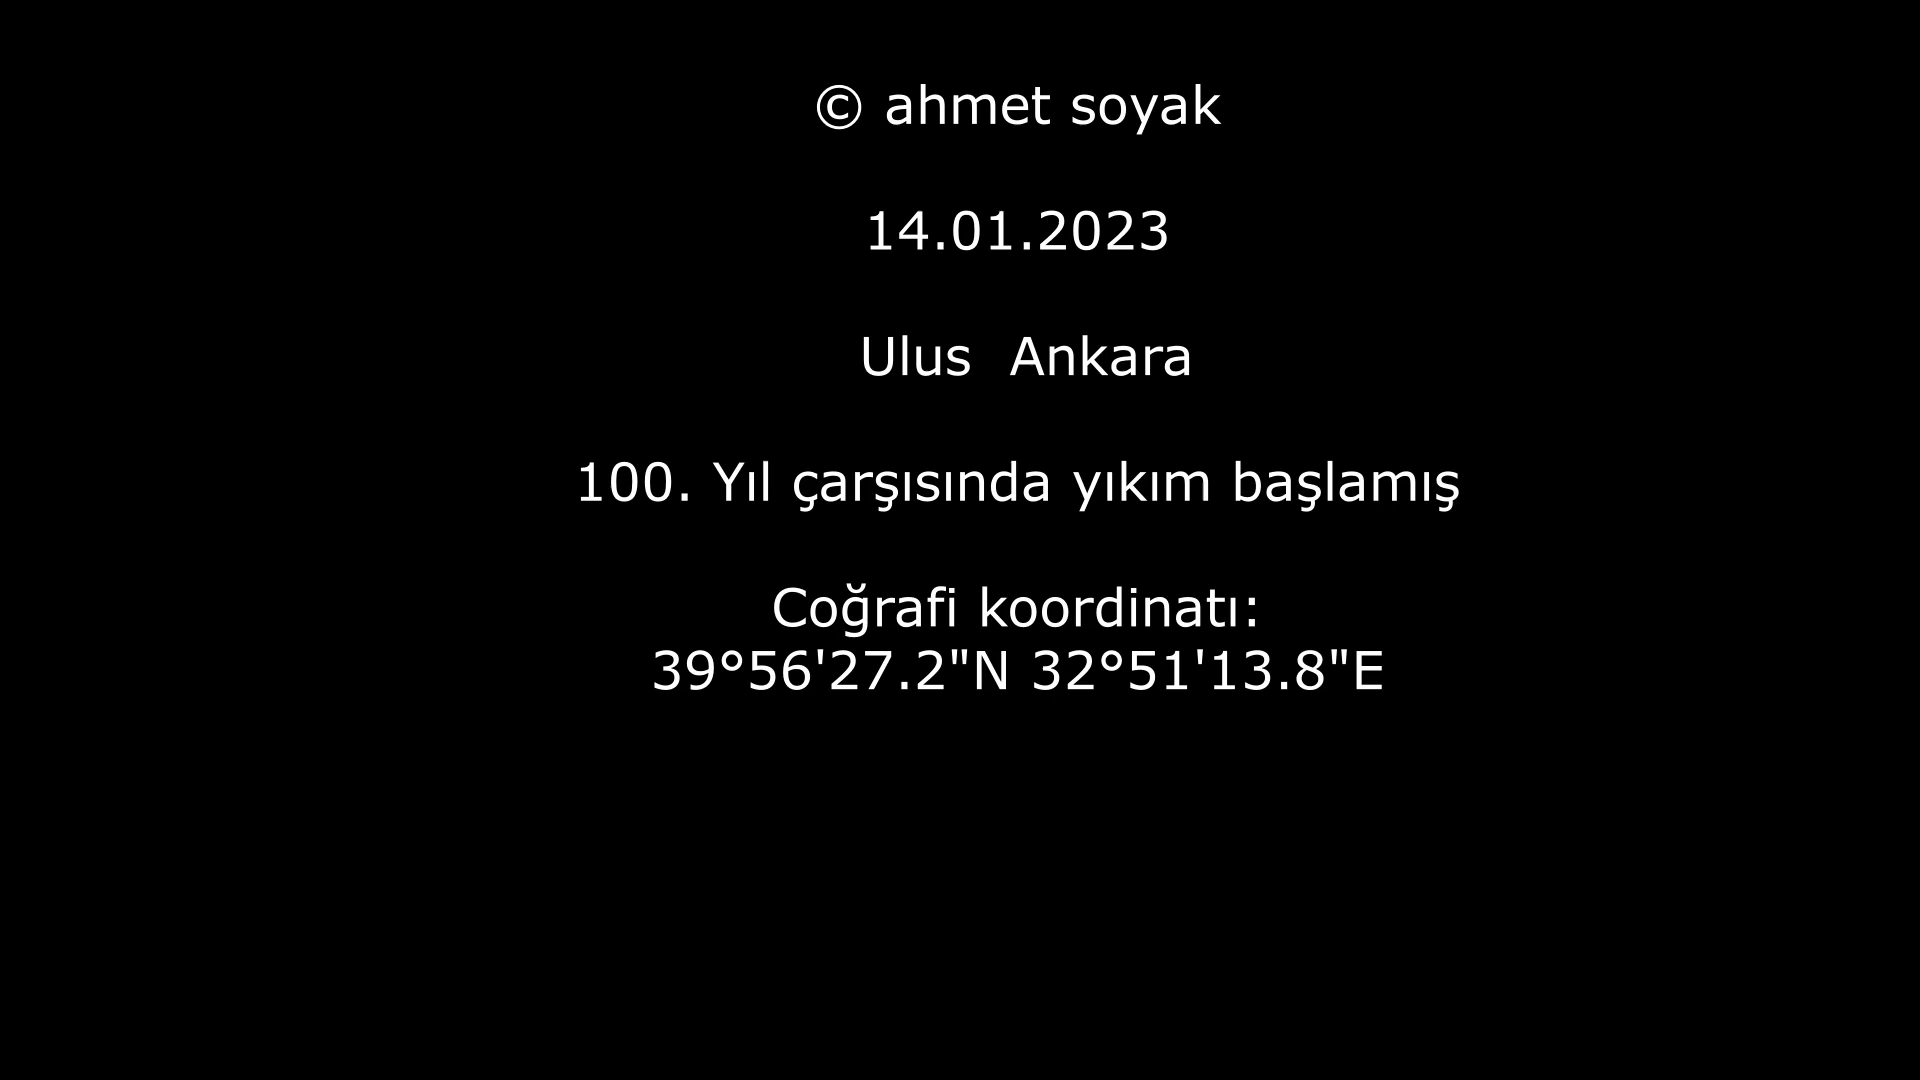 © ahmet soyak
14.01.2023
Ulus  Ankara
100. Yıl çarşısında yıkım başlamış
Coğrafi koordinatı:
39°56'27.2"N 32°51'13.8"E